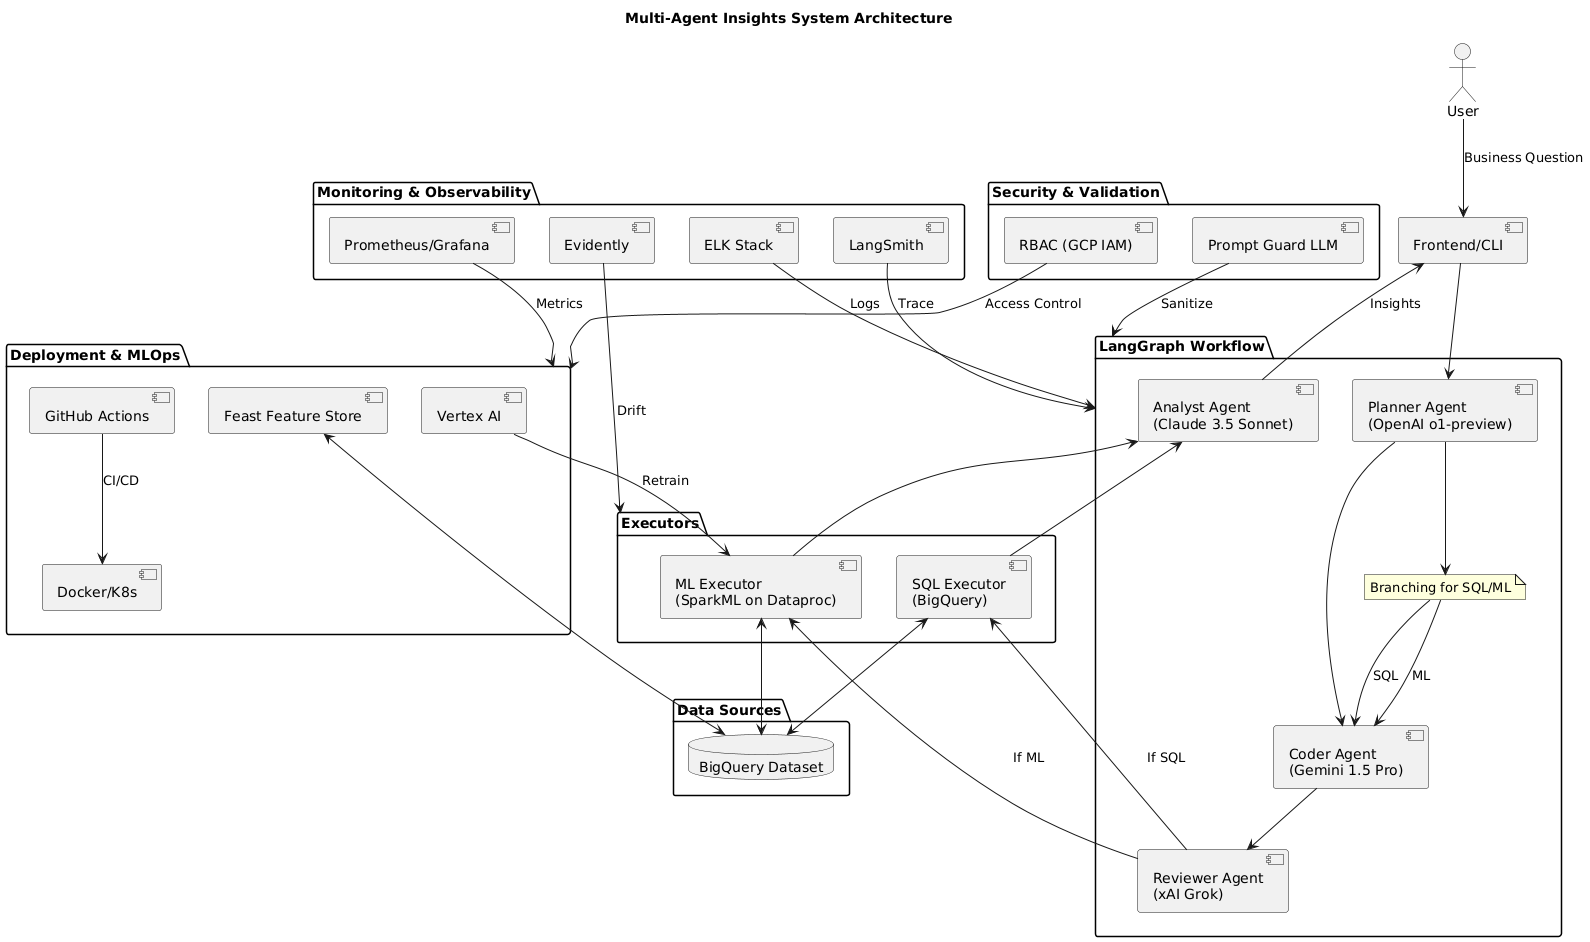 Multi-Agent Insights System Architecture
User
Business Question
Monitoring & Observability
Prometheus/Grafana
Evidently
ELK Stack
LangSmith
Security & Validation
RBAC (GCP IAM)
Prompt Guard LLM
Frontend/CLI
Metrics
Logs
Trace
Access Control
Sanitize
Insights
Deployment & MLOps
GitHub Actions
Feast Feature Store
Vertex AI
CI/CD
Docker/K8s
Drift
Retrain
LangGraph Workflow
Analyst Agent
(Claude 3.5 Sonnet)
Planner Agent
(OpenAI o1-preview)
Executors
ML Executor
(SparkML on Dataproc)
SQL Executor
(BigQuery)
Branching for SQL/ML
SQL
ML
Data Sources
BigQuery Dataset
If ML
If SQL
Coder Agent
(Gemini 1.5 Pro)
Reviewer Agent
(xAI Grok)